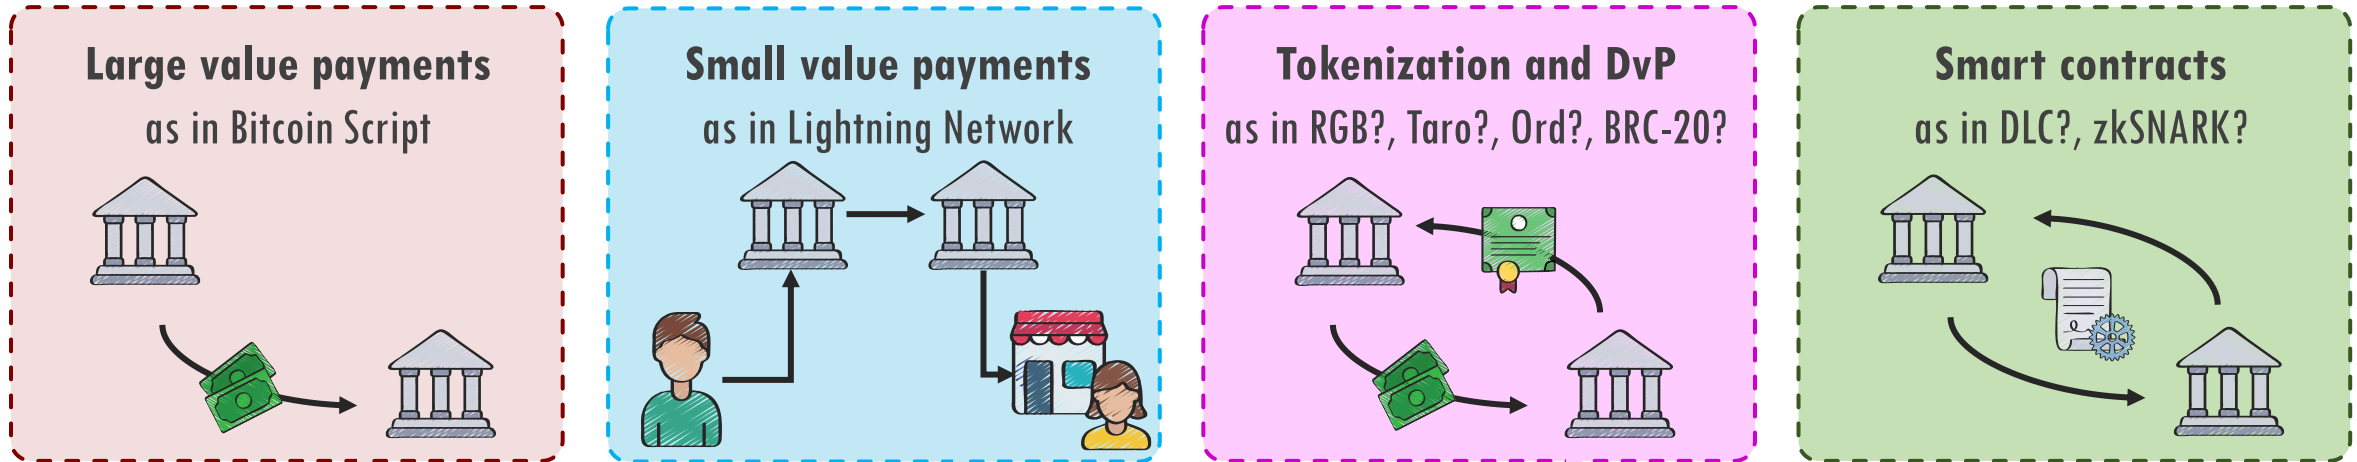 Large value payments
as in Bitcoin Script
Small value payments
as in Lightning Network
Tokenization and DvP
as in RGB?, Taro?, Ord?, BRC-20?
Smart contracts
as in DLC?, zkSNARK?